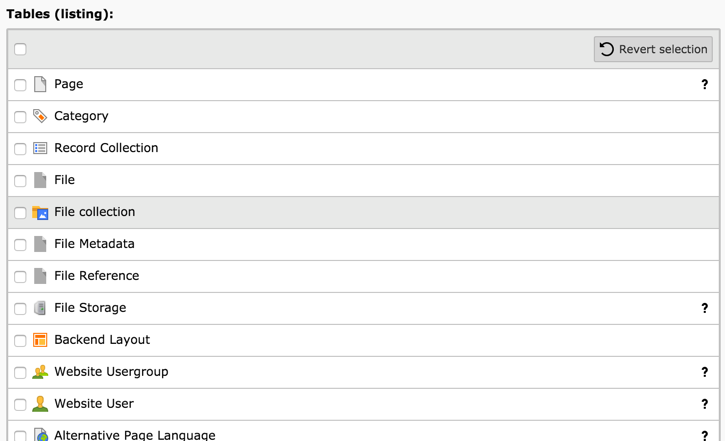 Tables (listing):
Revert selection
Page ?
Category
Record Collection
File
File collection
File Metadata
File Reference
File Storage ?
Backend Layout
Website Usergroup ?
Website User ?
Alternative Page Language ?